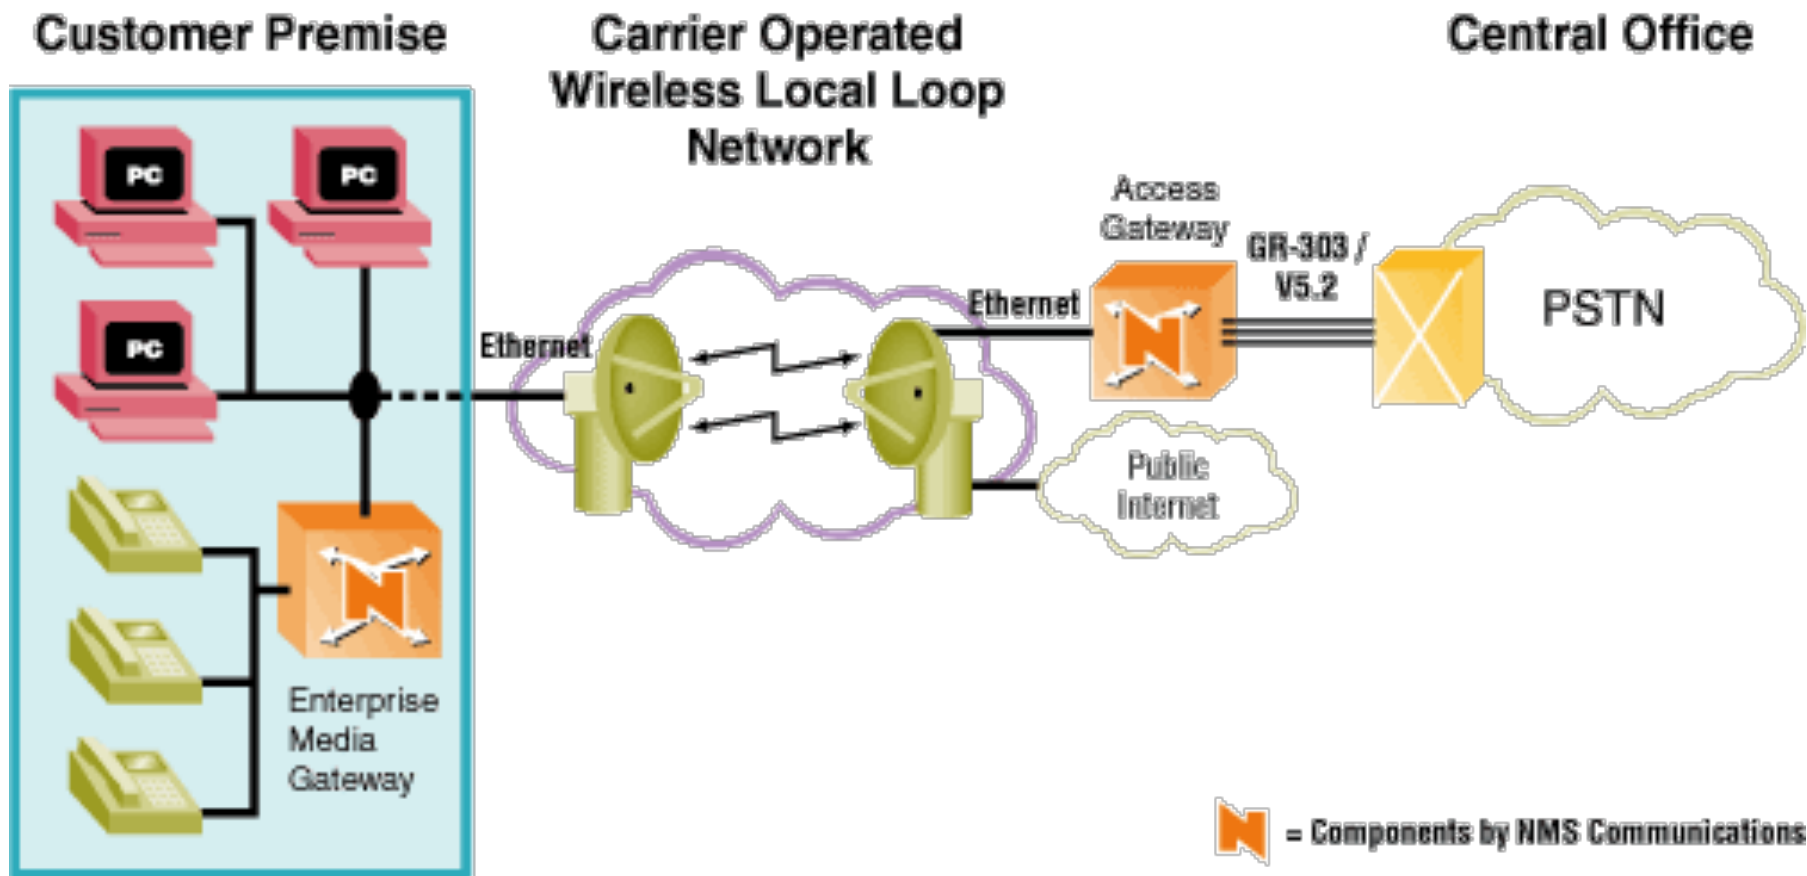 Customer Premise
Carrier Operated
Wireless Local Loop
Network
Central Office
PC
PC
PC
Ethernet
Ethernet
Access
Gateway
GR-303 /
V5.2
PSTN
Public
Internet
Enterprise
Media
Gateway
N
N
N = Components by NMS Communications